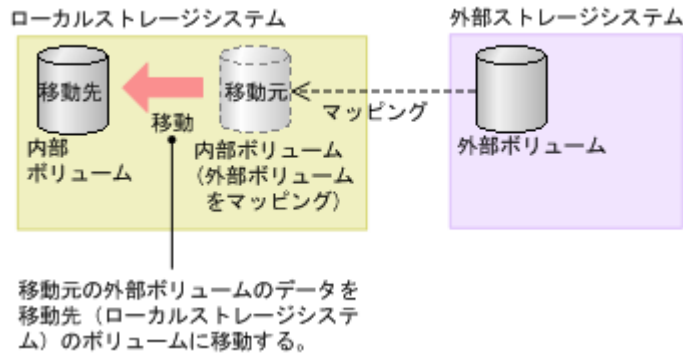 ローカルストレージシステム
外部ストレージシステム
移動先
移動元
移動
マッピング
内部
ボリューム
内部ボリューム
（外部ボリューム
をマッピング）
外部ボリューム
移動元の外部ボリュームのデータを
移動先（ローカルストレージシステ
ム）のボリュームに移動する。